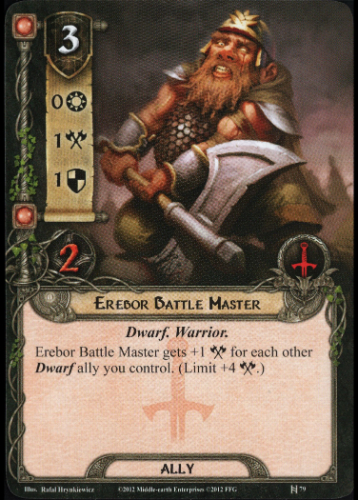 3
0
1
1
2
EREBOR BATTLE MASTER
Dwarf. Warrior.
Erebor Battle Master gets +1 for each other
Dwarf ally you control. (Limit +4 .)
ALLY
Illus. Rafał Hrynkiewicz
©2012 Middle-earth Enterprises ©2012 FFG
79